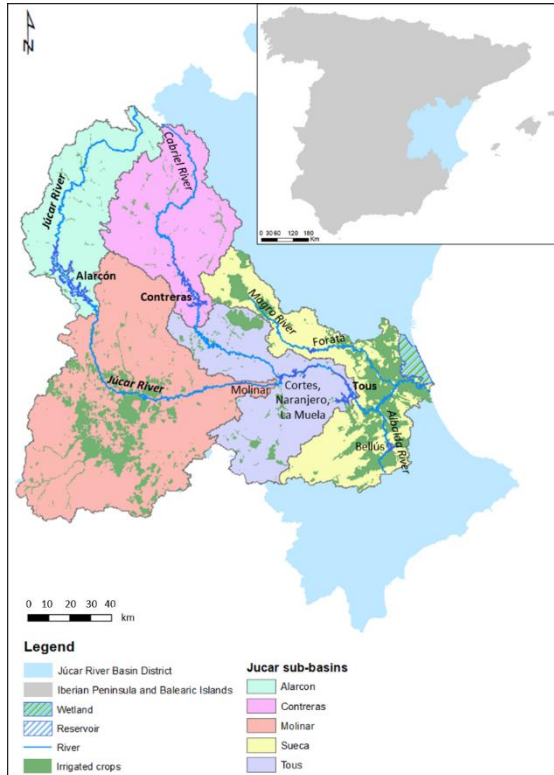 N
0 30 60 120 180
Km
Júcar River
Cabriel River
Alarcón
Contreras
Magro River
Forata
Júcar River
Molinar
Cortes,
Naranjero,
La Muela
Tous
Albaida River
Bellús
0 10 20 30 40
km
Legend
Júcar River Basin District
Iberian Peninsula and Balearic Islands
Wetland
Reservoir
River
Irrigated crops
Jucar sub-basins
Alarcon
Contreras
Molinar
Sueca
Tous